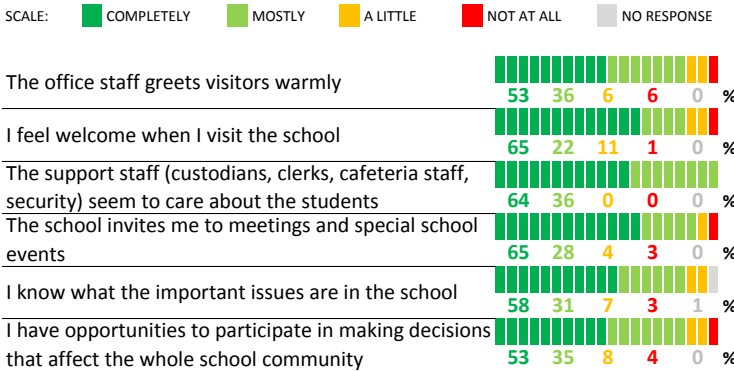 SCALE: COMPLETELY MOSTLY A LITTLE NOT AT ALL NO RESPONSE
The office staff greets visitors warmly
53 36 6 6 0 %
I feel welcome when I visit the school
65 22 11 1 0 %
The support staff (custodians, clerks, cafeteria staff,
security) seem to care about the students
64 36 0 0 0 %
The school invites me to meetings and special school
events
65 28 4 3 0 %
I know what the important issues are in the school
58 31 7 3 1 %
I have opportunities to participate in making decisions
that affect the whole school community
53 35 8 4 0 %